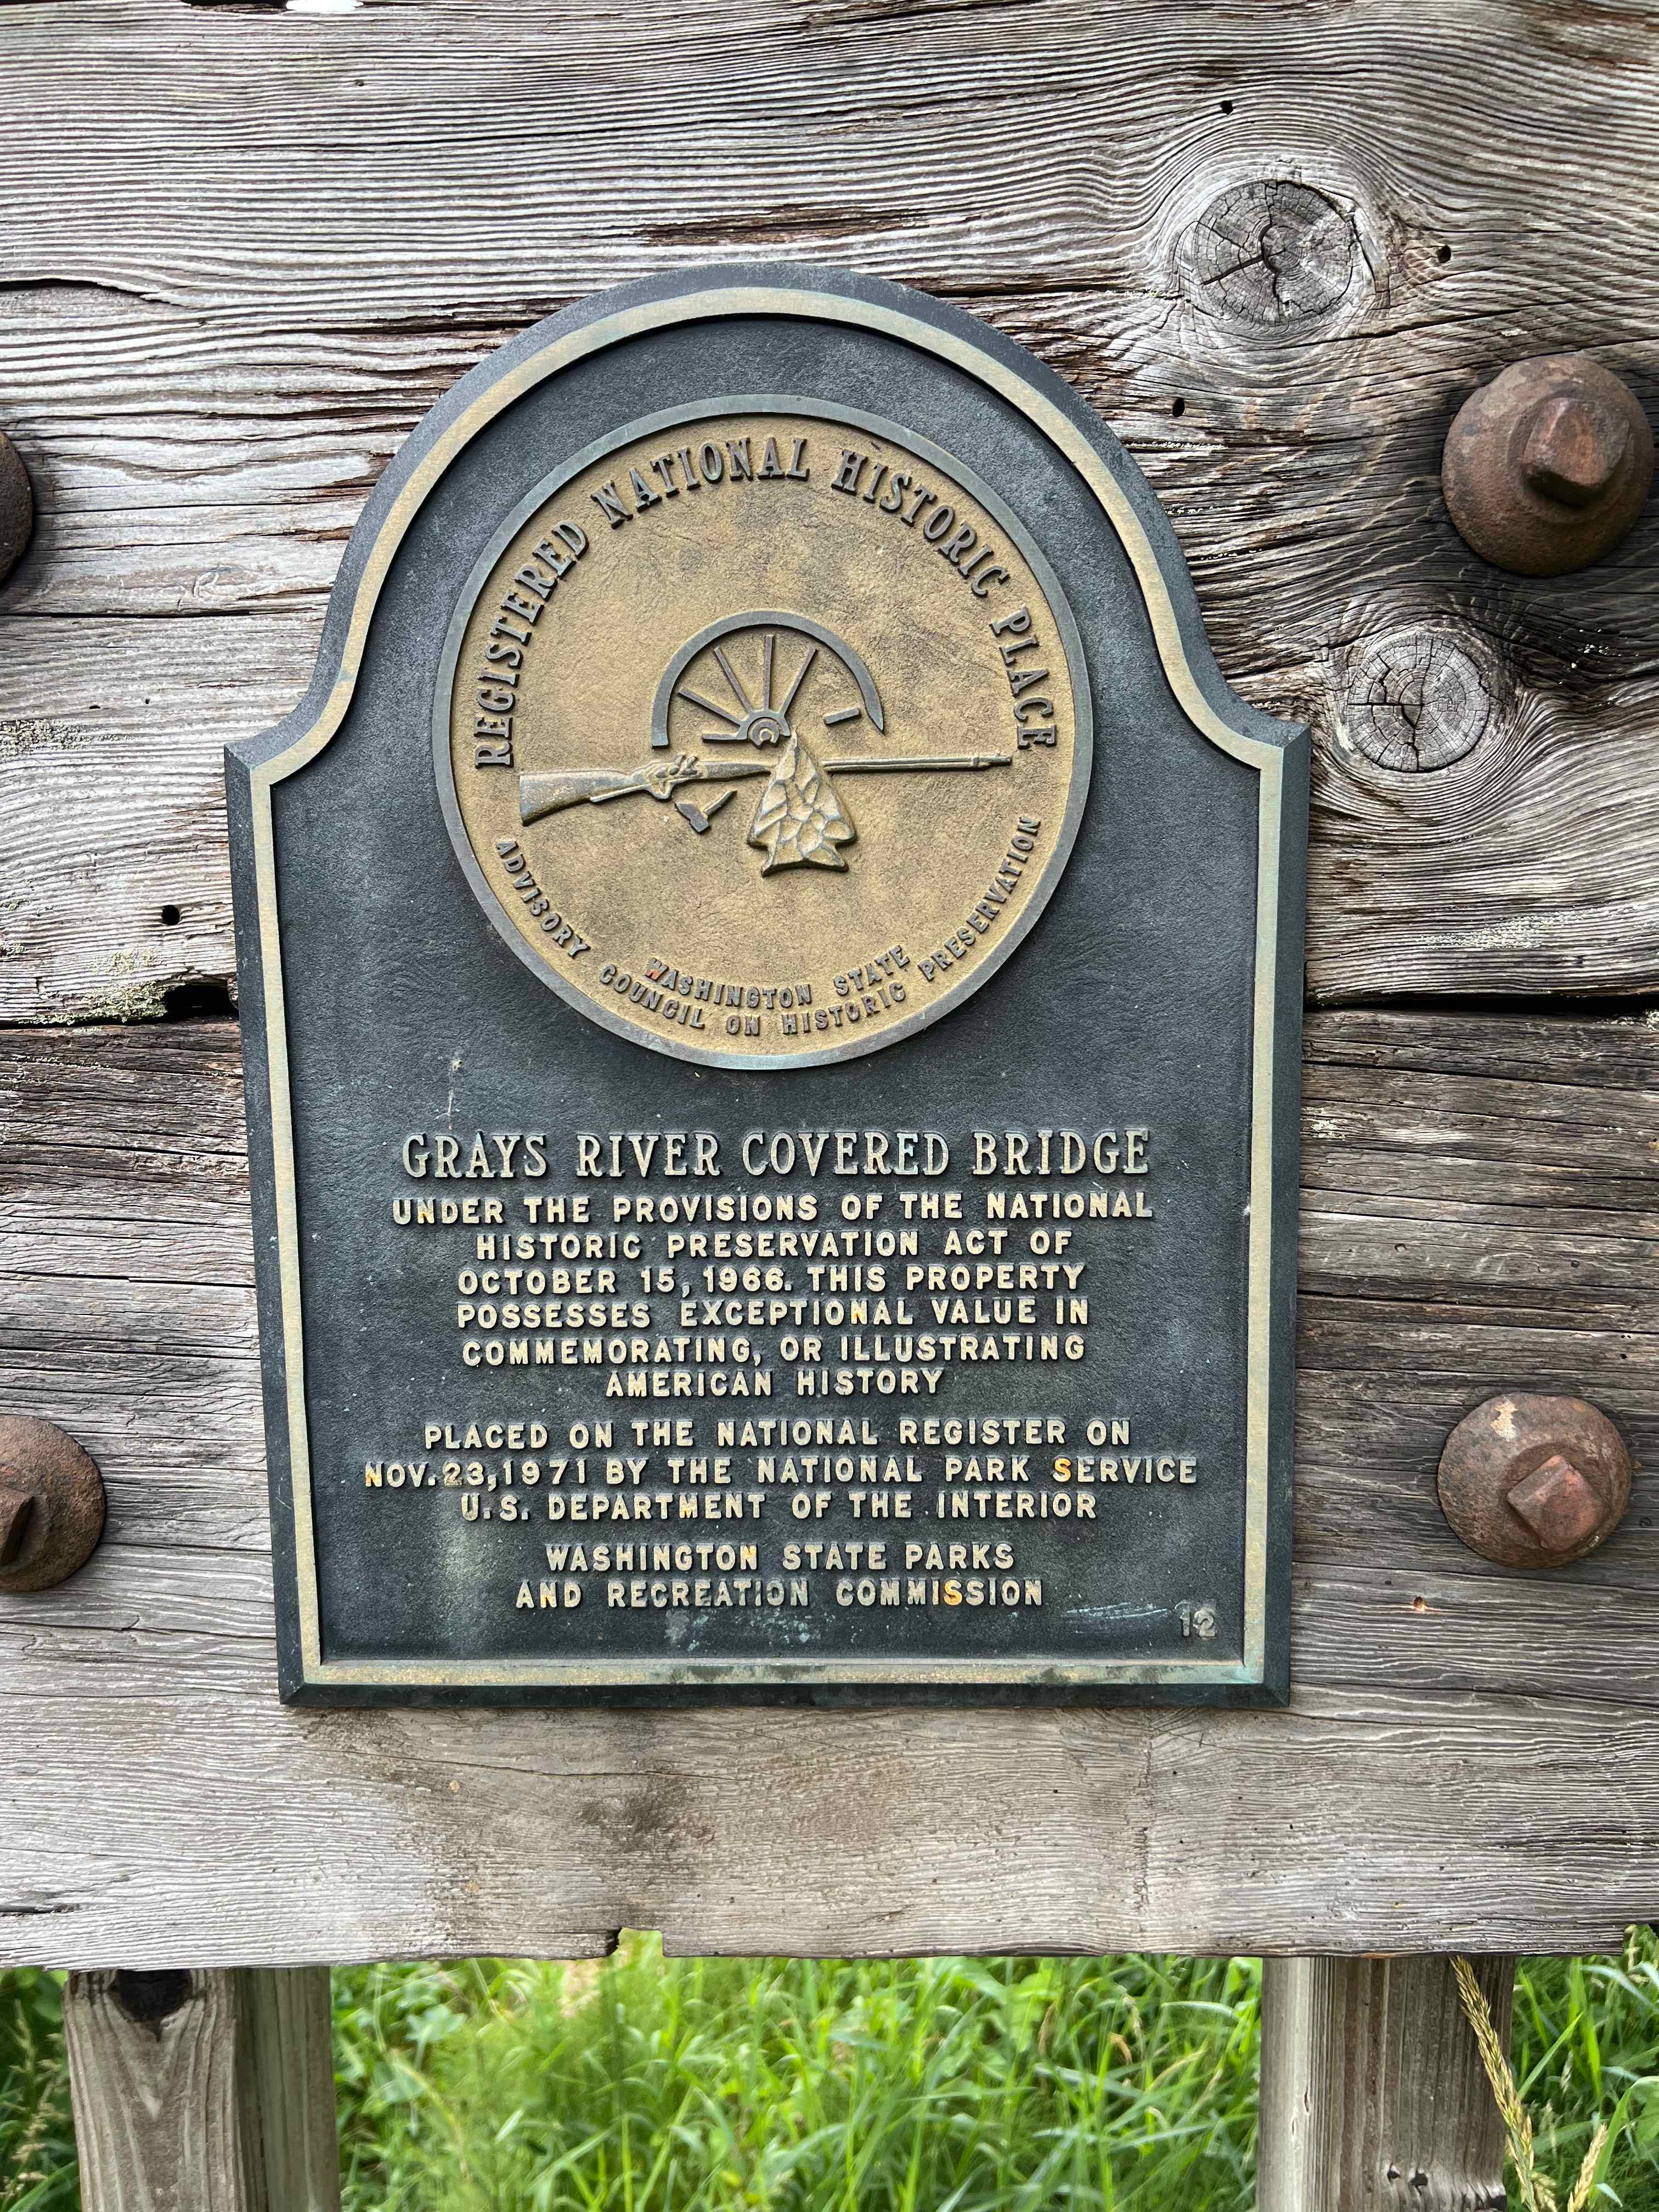 REGISTERED NATIONAL HISTORIC PLACE
WASHINGTON STATE
ADVISORY COUNCIL ON HISTORIC PRESERVATION
GRAYS RIVER COVERED BRIDGE
UNDER THE PROVISIONS OF THE NATIONAL
HISTORIC PRESERVATION ACT OF
OCTOBER 15, 1966. THIS PROPERTY
POSSESSES EXCEPTIONAL VALUE IN
COMMEMORATING, OR ILLUSTRATING
AMERICAN HISTORY
PLACED ON THE NATIONAL REGISTER ON
NOV. 23, 1971 BY THE NATIONAL PARK SERVICE
U.S. DEPARTMENT OF THE INTERIOR
WASHINGTON STATE PARKS
AND RECREATION COMMISSION
12